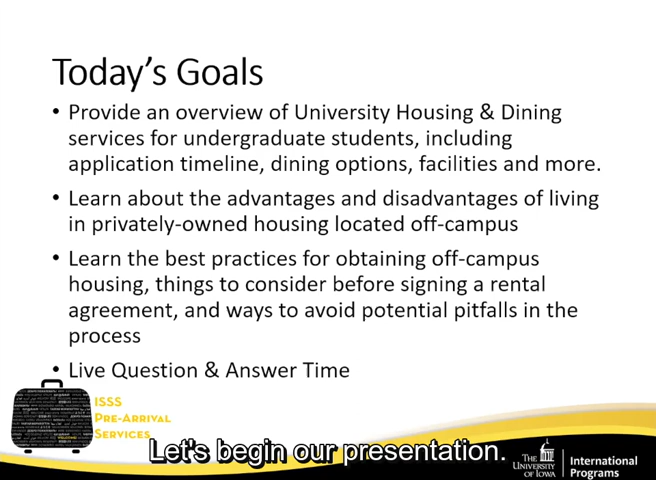 Today's Goals
• Provide an overview of University Housing & Dining
services for undergraduate students, including
application timeline, dining options, facilities and more.
• Learn about the advantages and disadvantages of living
in privately-owned housing located off-campus
• Learn the best practices for obtaining off-campus
housing, things to consider before signing a rental
agreement, and ways to avoid potential pitfalls in the
process
• Live Question & Answer Time
ISSS
PRE-ARRIVAL
SERVICES
Let's begin our presentation.
THE
UNIVERSITY
OF IOWA
International
Programs